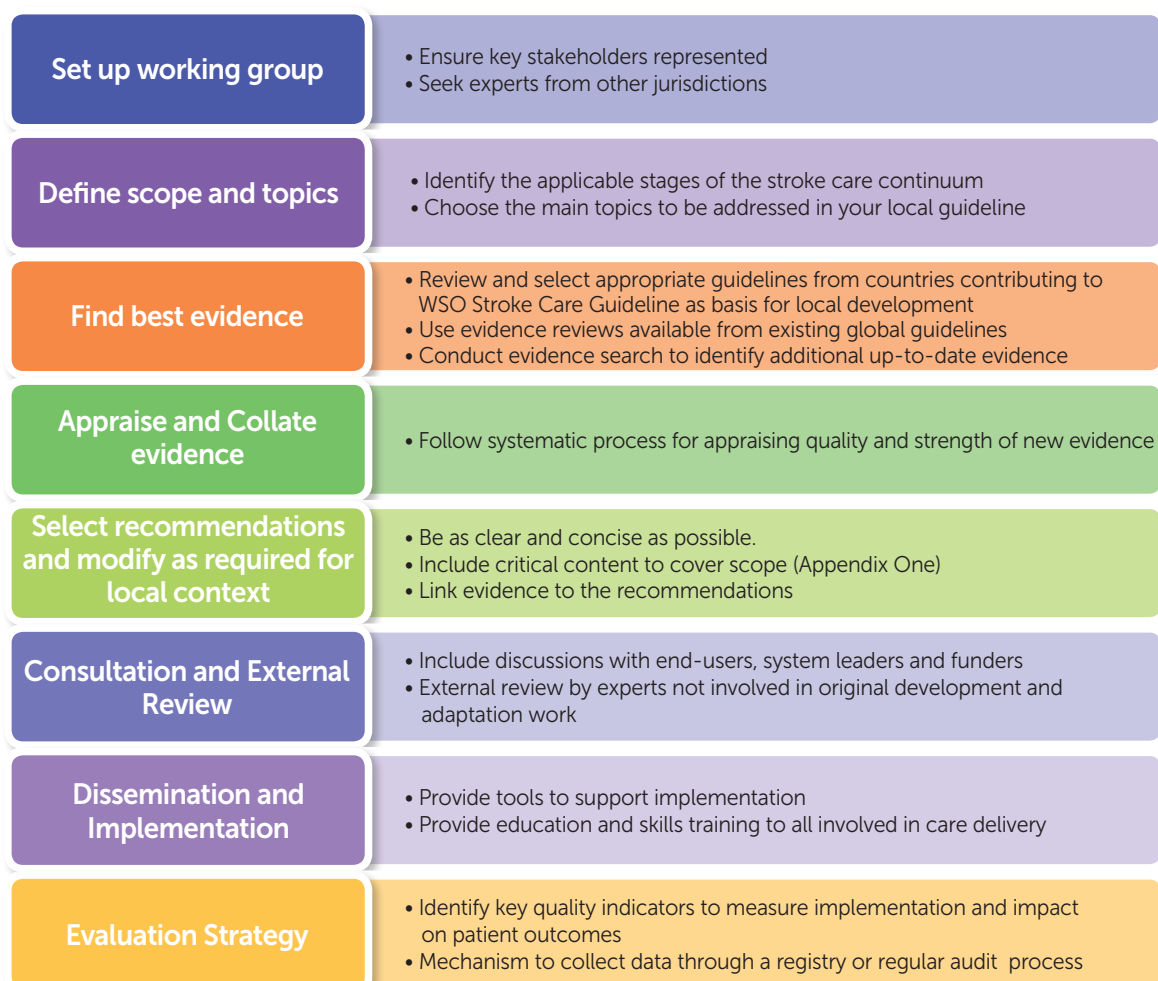 Set up working group
• Ensure key stakeholders represented
• Seek experts from other jurisdictions
Define scope and topics
• Identify the applicable stages of the stroke care continuum
• Choose the main topics to be addressed in your local guideline
Find best evidence
• Review and select appropriate guidelines from countries contributing to
WSO Stroke Care Guideline as basis for local development
• Use evidence reviews available from existing global guidelines
• Conduct evidence search to identify additional up-to-date evidence
Appraise and Collate
evidence
• Follow systematic process for appraising quality and strength of new evidence
Select recommendations
and modify as required for
local context
• Be as clear and concise as possible.
• Include critical content to cover scope (Appendix One)
• Link evidence to the recommendations
Consultation and External
Review
• Include discussions with end-users, system leaders and funders
• External review by experts not involved in original development and
adaptation work
Dissemination and
Implementation
• Provide tools to support implementation
• Provide education and skills training to all involved in care delivery
Evaluation Strategy
• Identify key quality indicators to measure implementation and impact
on patient outcomes
• Mechanism to collect data through a registry or regular audit process